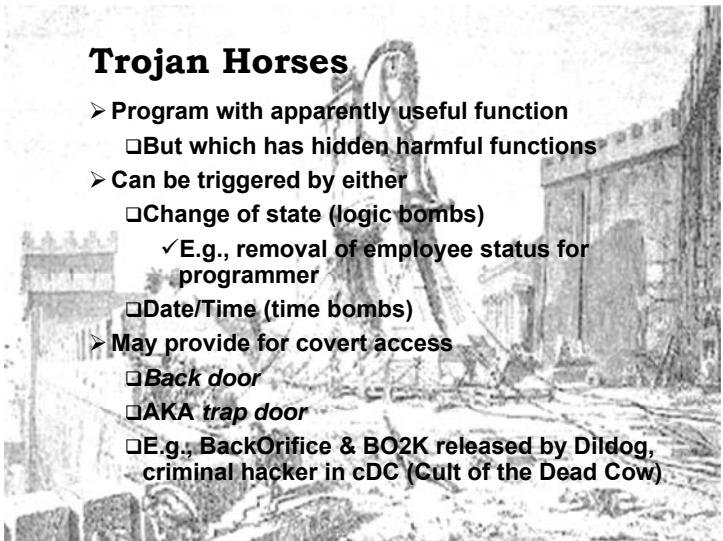 Trojan Horses
➢ Program with apparently useful function
❑But which has hidden harmful functions
➢ Can be triggered by either
❑Change of state (logic bombs)
✓E.g., removal of employee status for
programmer
❑Date/Time (time bombs)
➢ May provide for covert access
❑Back door
❑AKA trap door
❑E.g., BackOrifice & BO2K released by Dildog,
criminal hacker in cDC (Cult of the Dead Cow)